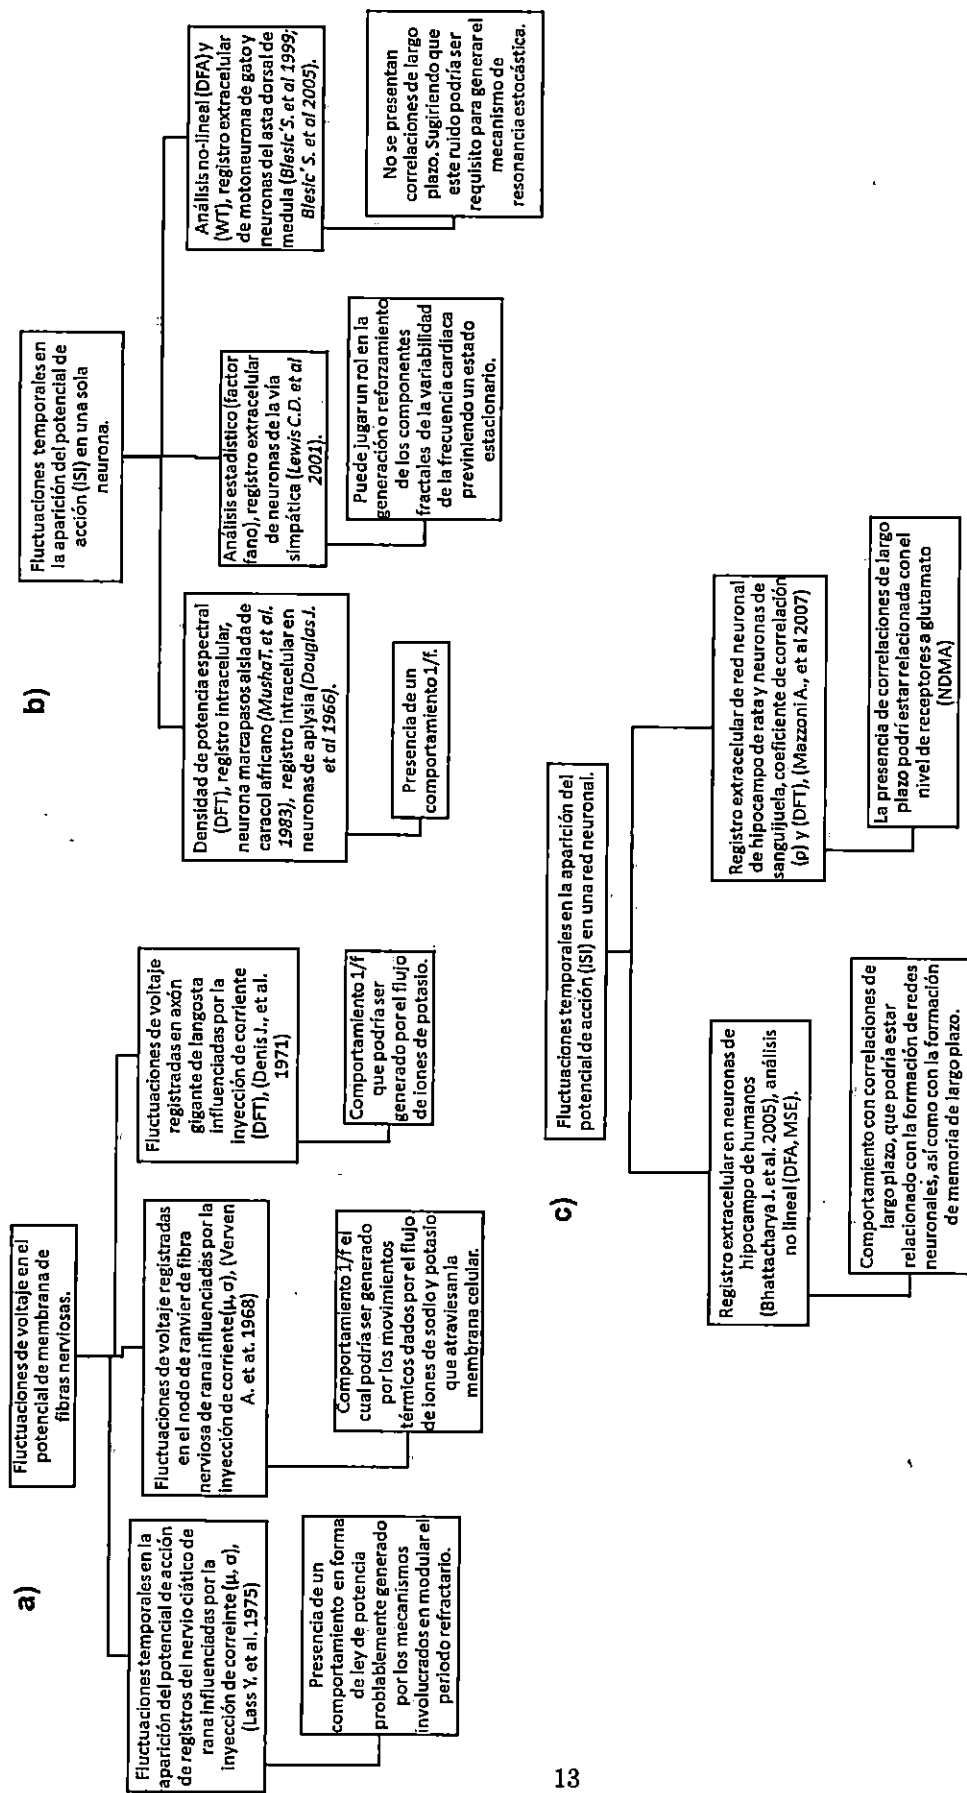 a)
Fluctuaciones de voltaje en el
potencial de membrana de
fibras nerviosas.
Fluctuaciones temporales en la
aparición del potencial de acción
de registros del nervio ciático de
rana influenciadas por la
inyección de correinte (μ, σ),
(Lass Y. et al. 1975)
Presencia de un
comportamiento en forma
de ley de potencia
problablemente generado
por los mecanismos
involucrados en modular el
periodo refractario.
Fluctuaciones de voltaje registradas
en el nodo de ranvier de fibra
nerviosa de rana influenciadas por la
inyección de corriente(μ, σ), (Verven
A. et at. 1968)
Comportamiento 1/f el
cual podría ser generado
por los movimientos
térmicos dados por el flujo
de iones de sodio y potasio
que atraviesan la
membrana celular.
Fluctuaciones de voltaje
registradas en axón
gigante de langosta
influenciadas por la
inyección de corriente
(DFT), (Denis J., et al.
1971)
Comportamiento 1/f
que podría ser
generado por el flujo
de iones de potasio.
b)
Fluctuaciones temporales en
la aparición del potencial de
acción (ISI) en una sola
neurona.
Densidad de potencia espectral
(DFT), registro intracelular,
neurona marcapasos aislada de
caracol africano (Musha T. et al.
1983), registro intracelular en
neuronas de aplysia (Douglas J.
et al 1966).
Presencia de un
comportamiento 1/f.
Análisis estadístico (factor
fano), registro extracelular
de neuronas de la vía
simpática (Lewis C.D. et al
2001).
Puede jugar un rol en la
generación o reforzamiento
de los componentes
fractales de la variabilidad
de la frecuencia cardiaca
previniendo un estado
estacionario.
Análisis no-lineal (DFA) y
(WT), registro extracelular
de motoneurona de gato y
neuronas del asta dorsal de
medula (Blesic´S. et al 1999;
Blesic´S. et al 2005).
No se presentan
correlaciones de largo
plazo. Sugiriendo que
este ruido podría ser
requisito para generar el
mecanismo de
resonancia estocástica.
c)
Fluctuaciones temporales en la aparición del
potencial de acción (ISI) en una red neuronal.
Registro extracelular en neuronas de
hipocampo de humanos
(Bhattacharya J. et al. 2005), análisis
no lineal (DFA, MSE).
Comportamiento con correlaciones de
largo plazo, que podría estar
relacionado con la formación de redes
neuronales, así como con la formación
de memoria de largo plazo.
Registro extracelular de red neuronal
de hipocampo de rata y neuronas de
sanguijuela, coeficiente de correlación
(ρ) y (DFT), (Mazzoni A., et al 2007)
La presencia de correlaciones de largo
plazo podrí estar relacionada con el
nivel de receptores a glutamato
(NDMA)
13